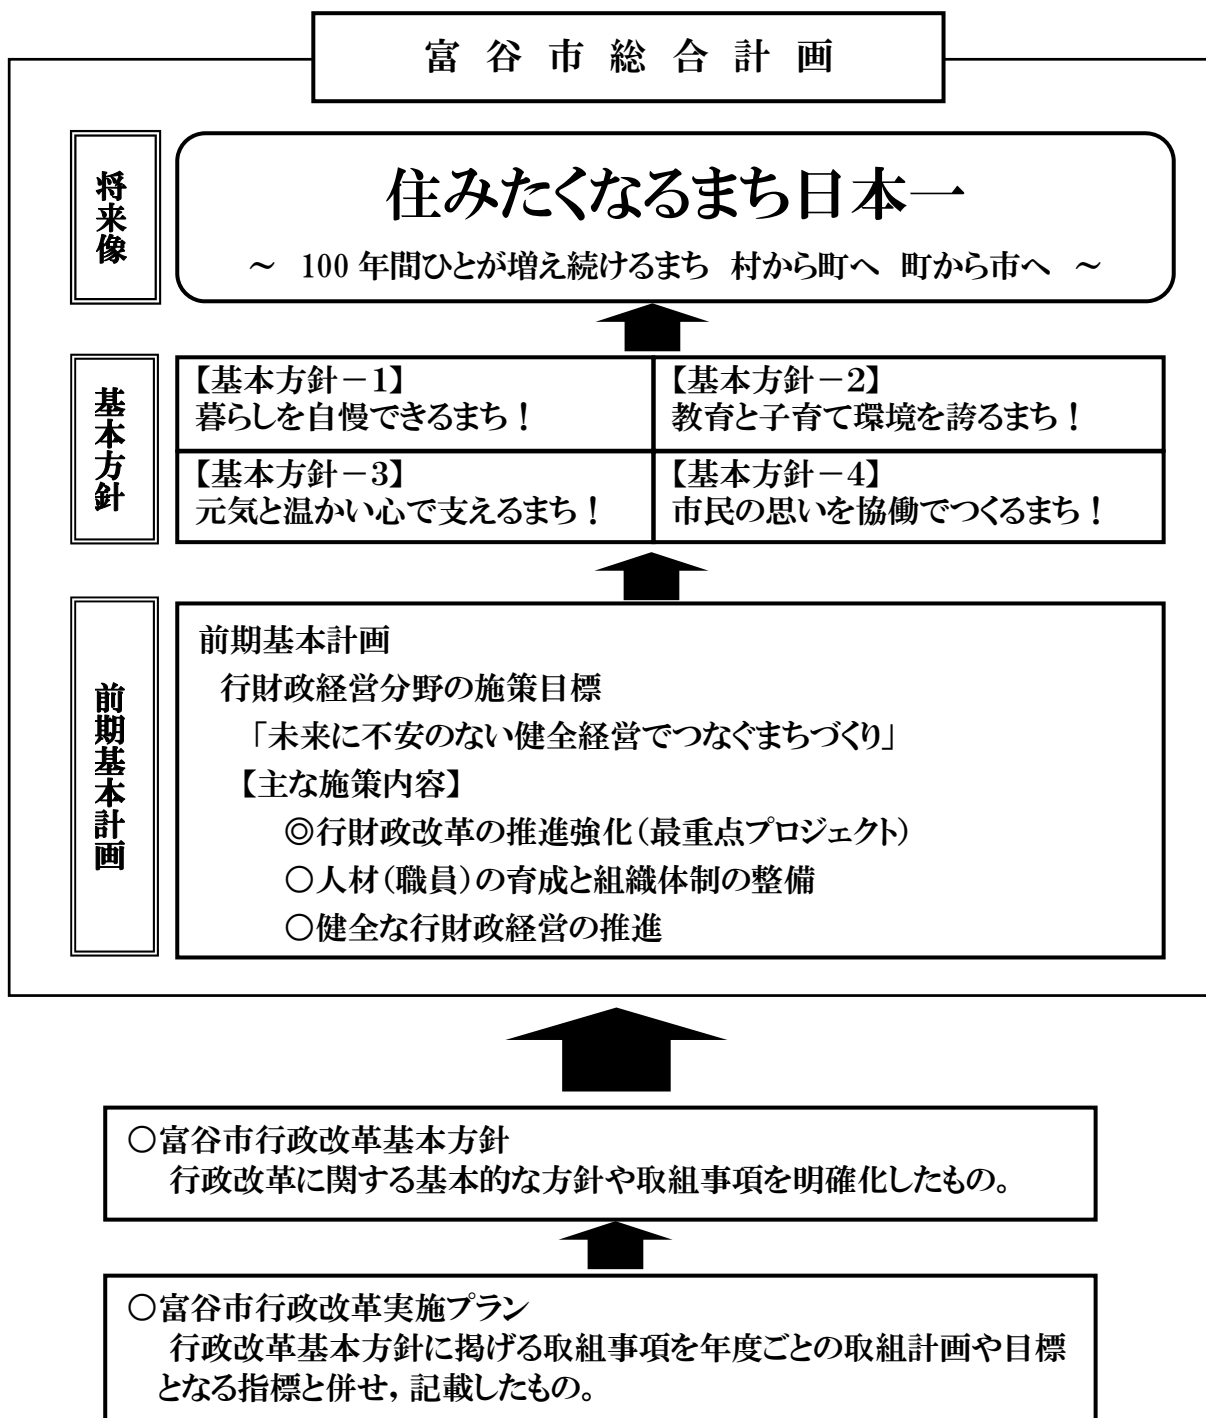 富谷市総合計画
将来像
住みたくなるまち日本一
～ 100 年間ひとが増え続けるまち 村から町へ 町から市へ ～
基本方針
【基本方針－1】
暮らしを自慢できるまち！
【基本方針－2】
教育と子育て環境を誇るまち！
【基本方針－3】
元気と温かい心で支えるまち！
【基本方針－4】
市民の思いを協働でつくるまち！
前期基本計画
前期基本計画
行財政経営分野の施策目標
「未来に不安のない健全経営でつなぐまちづくり」
【主な施策内容】
◎行財政改革の推進強化（最重点プロジェクト）
○人材（職員）の育成と組織体制の整備
○健全な行財政経営の推進
○富谷市行政改革基本方針
行政改革に関する基本的な方針や取組事項を明確化したもの。
○富谷市行政改革実施プラン
行政改革基本方針に掲げる取組事項を年度ごとの取組計画や目標
となる指標と併せ，記載したもの。